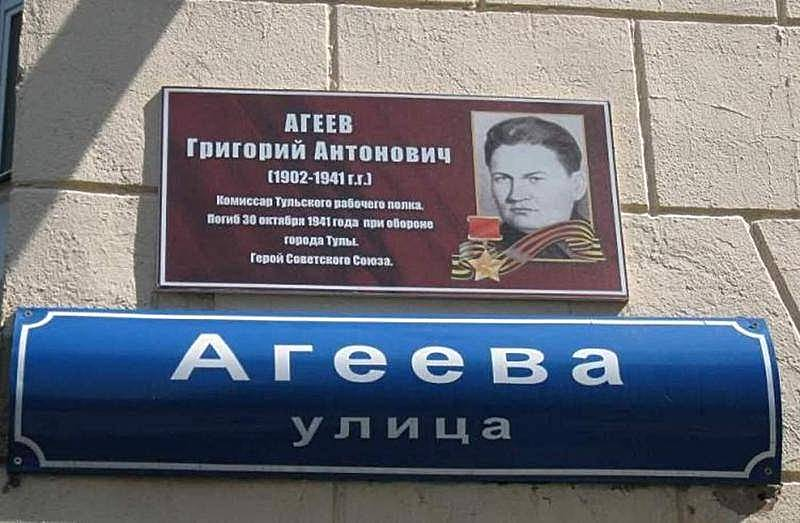 АГЕЕВ
Григорий Антонович
(1902-1941 г.г.)
Комиссар Тульского рабочего полка.
Погиб 30 октября 1941 года при обороне
города Тулы.
Герой Советского Союза.
Агеева
улица